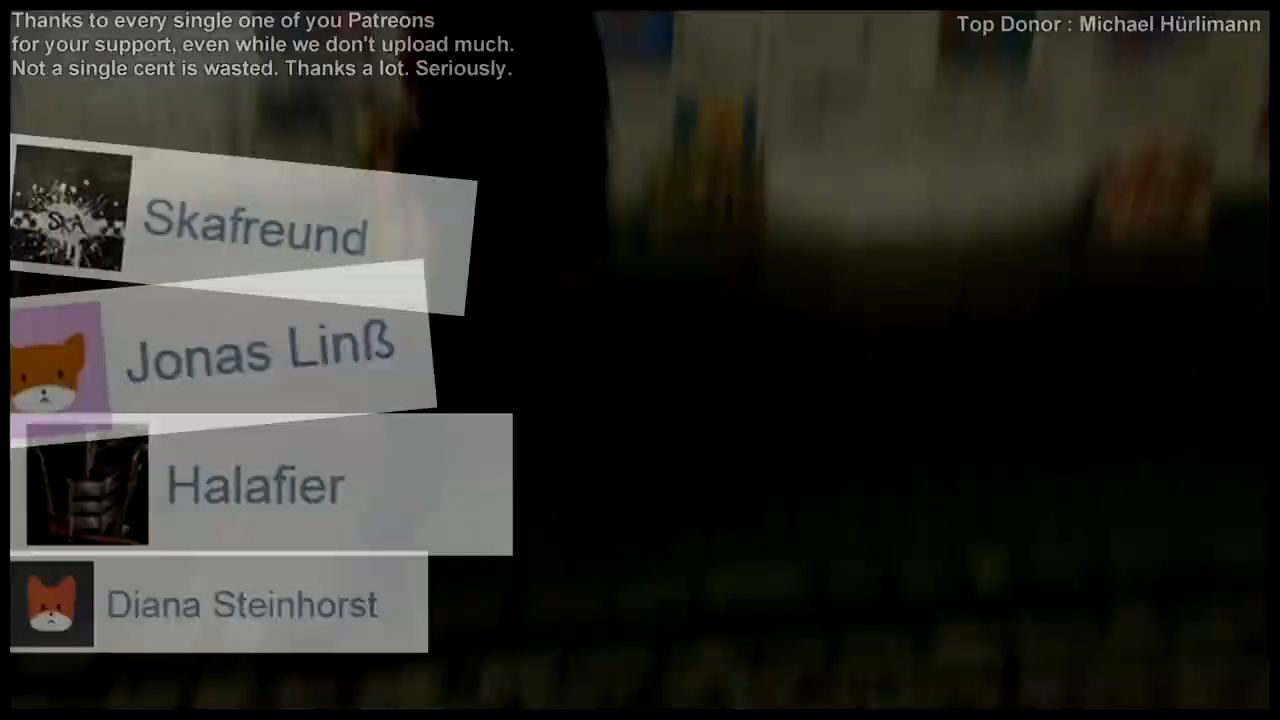 Thanks to every single one of you Patreons
for your support, even while we don't upload much.
Not a single cent is wasted. Thanks a lot. Seriously.
Top Donor : Michael Hürlimann
SKA
Skafreund
Jonas Linß
Halafier
Diana Steinhorst